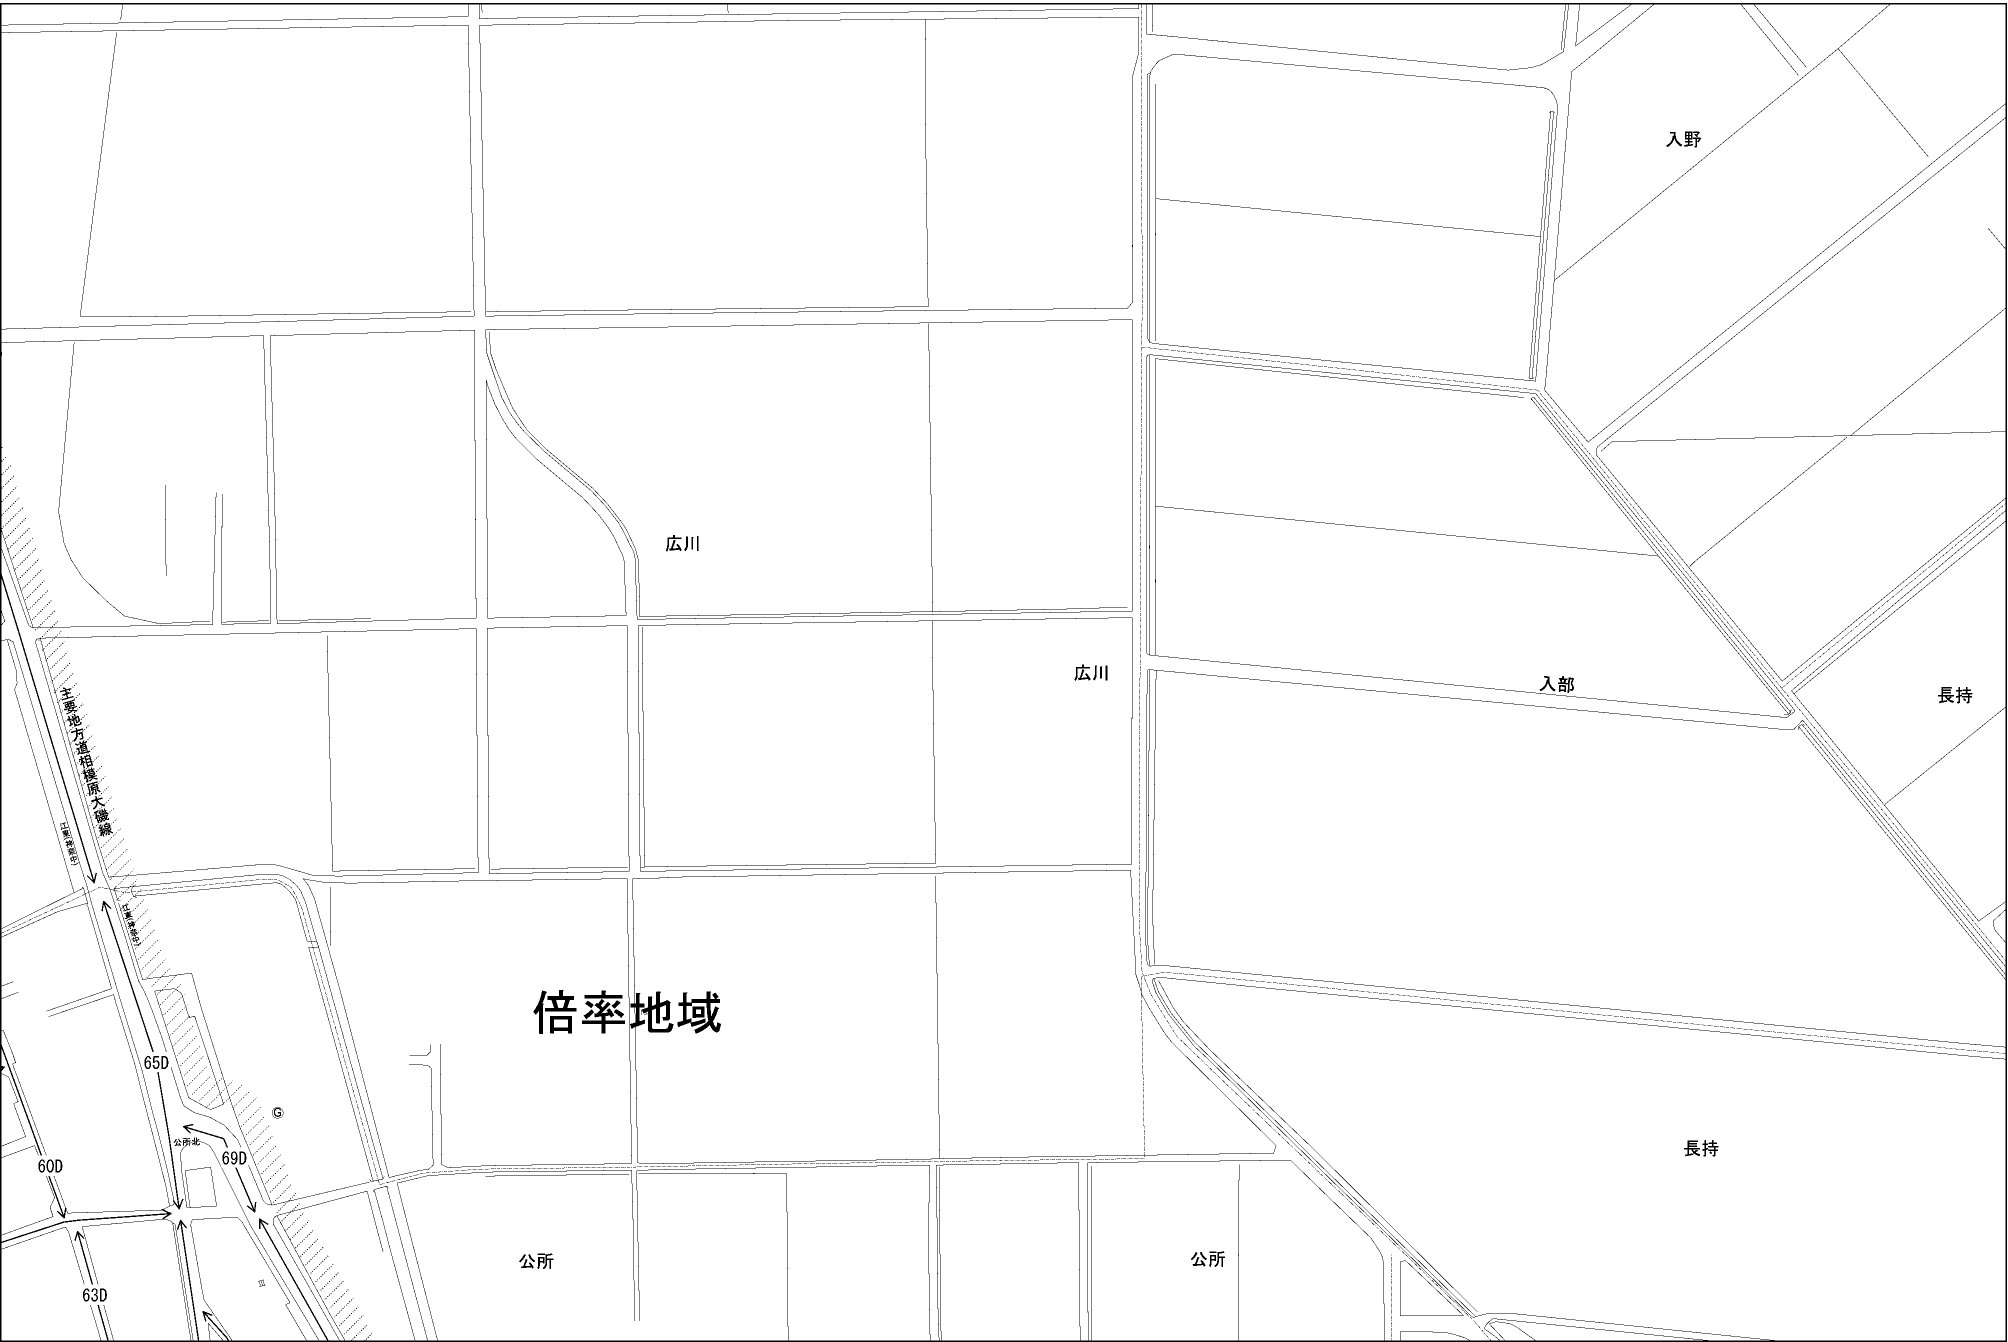 入野
広川
広川
入部
長持
主要地方道相模原大磯線
倍率地域
65D
G
公所北
69D
60D
長持
公所
公所
63D